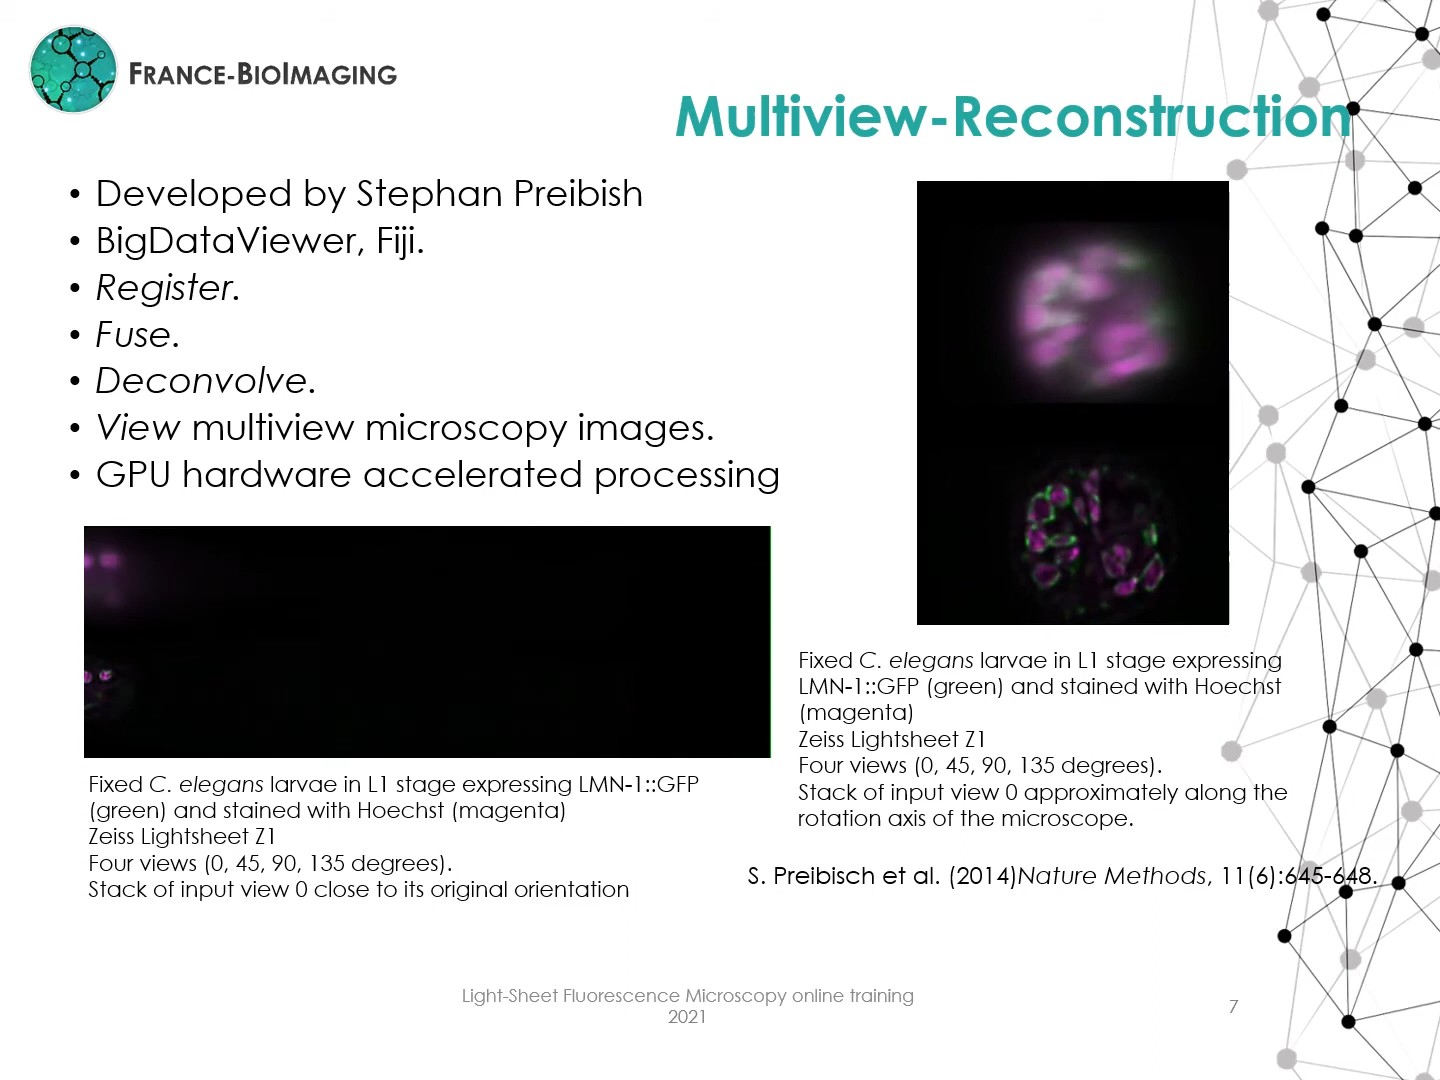 FRANCE-BIOIMAGING
Multiview-Reconstruction
• Developed by Stephan Preibish
• BigDataViewer, Fiji.
• Register.
• Fuse.
• Deconvolve.
• View multiview microscopy images.
• GPU hardware accelerated processing
Fixed C. elegans larvae in L1 stage expressing
LMN-1::GFP (green) and stained with Hoechst
(magenta)
Zeiss Lightsheet Z1
Four views (0, 45, 90, 135 degrees).
Stack of input view 0 approximately along the
rotation axis of the microscope.
Fixed C. elegans larvae in L1 stage expressing LMN-1::GFP
(green) and stained with Hoechst (magenta)
Zeiss Lightsheet Z1
Four views (0, 45, 90, 135 degrees).
Stack of input view 0 close to its original orientation
S. Preibisch et al. (2014)Nature Methods, 11(6):645-648.
Light-Sheet Fluorescence Microscopy online training
2021
7